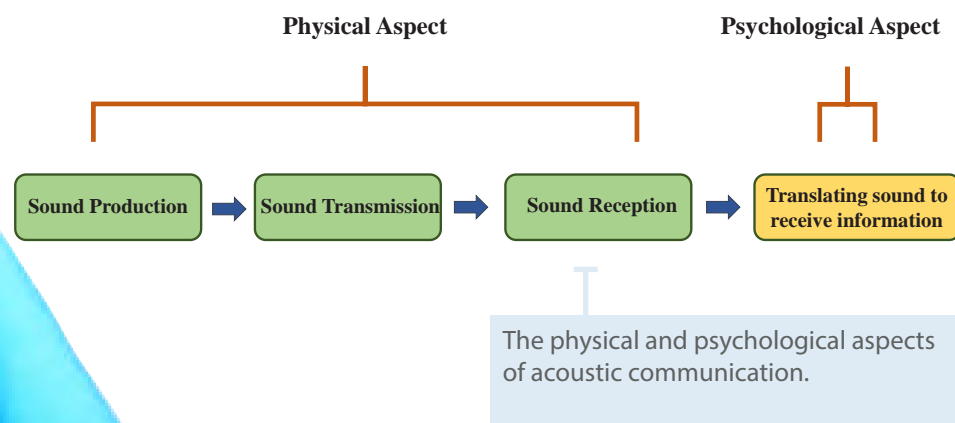 Physical Aspect
Psychological Aspect
Sound Production
Sound Transmission
Sound Reception
Translating sound to
receive information
The physical and psychological aspects
of acoustic communication.